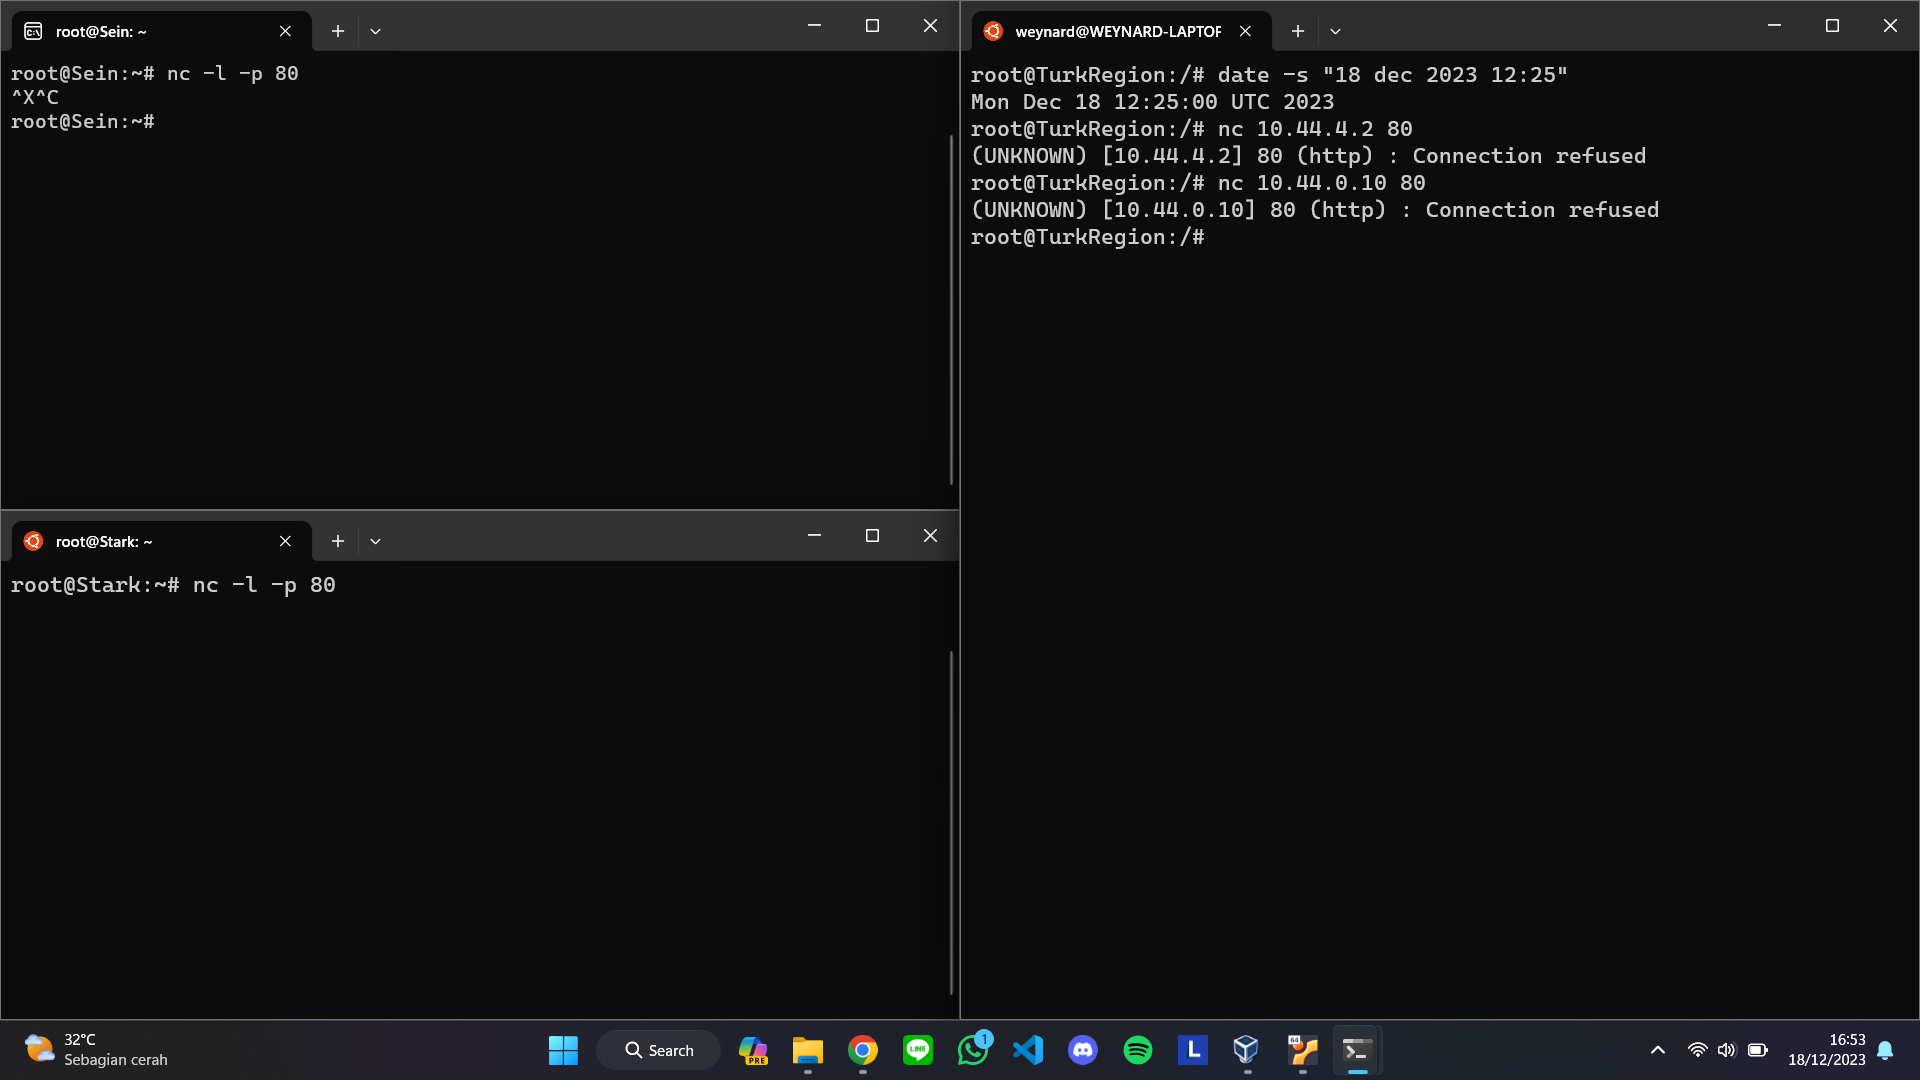 root@Sein: ~
root@Sein:~# nc -l -p 80
^X^C
root@Sein:~#
root@Stark: ~
root@Stark:~# nc -l -p 80
weynard@WEYNARD-LAPTOP
root@TurkRegion:/# date -s "18 dec 2023 12:25"
Mon Dec 18 12:25:00 UTC 2023
root@TurkRegion:/# nc 10.44.4.2 80
(UNKNOWN) [10.44.4.2] 80 (http) : Connection refused
root@TurkRegion:/# nc 10.44.0.10 80
(UNKNOWN) [10.44.0.10] 80 (http) : Connection refused
root@TurkRegion:/#
32°C
Sebagian cerah
Search
PRE
LINE
1
L
64
16:53
18/12/2023